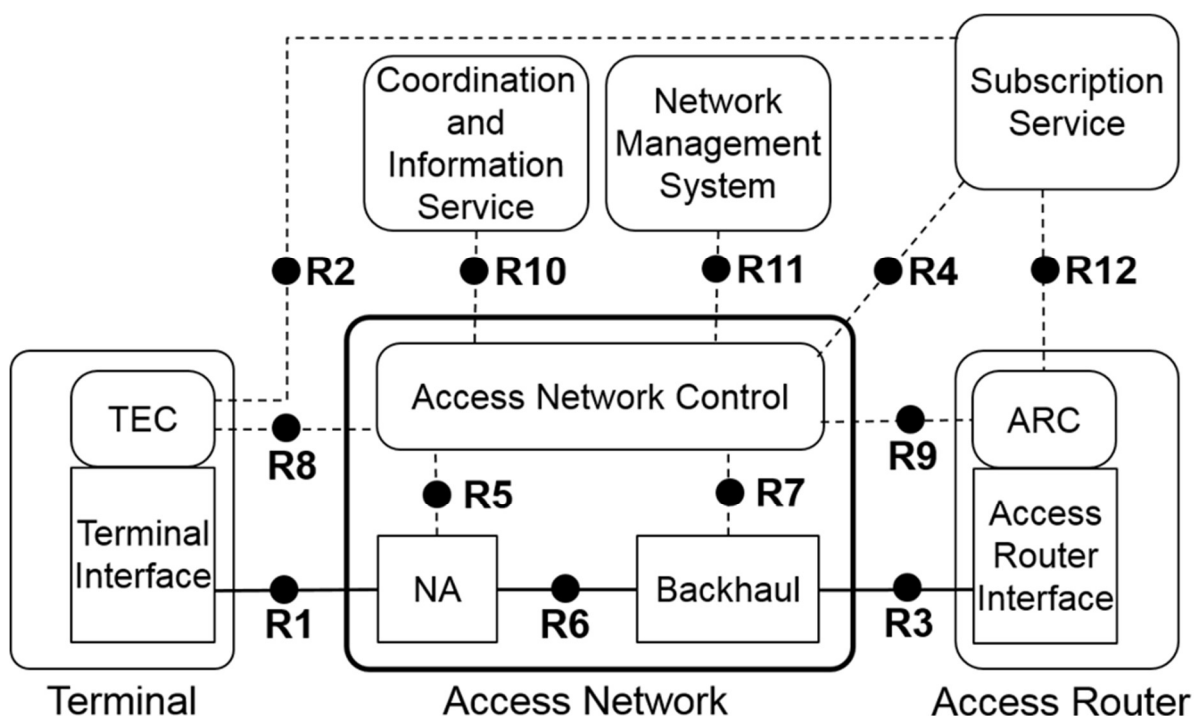 Coordination
and
Information
Service
Network
Management
System
Subscription
Service
R2
R10
R11
R4
R12
TEC
Access Network Control
ARC
R8
R9
R5
R7
Terminal
Interface
NA
Backhaul
Access
Router
Interface
R1
R6
R3
Terminal
Access Network
Access Router